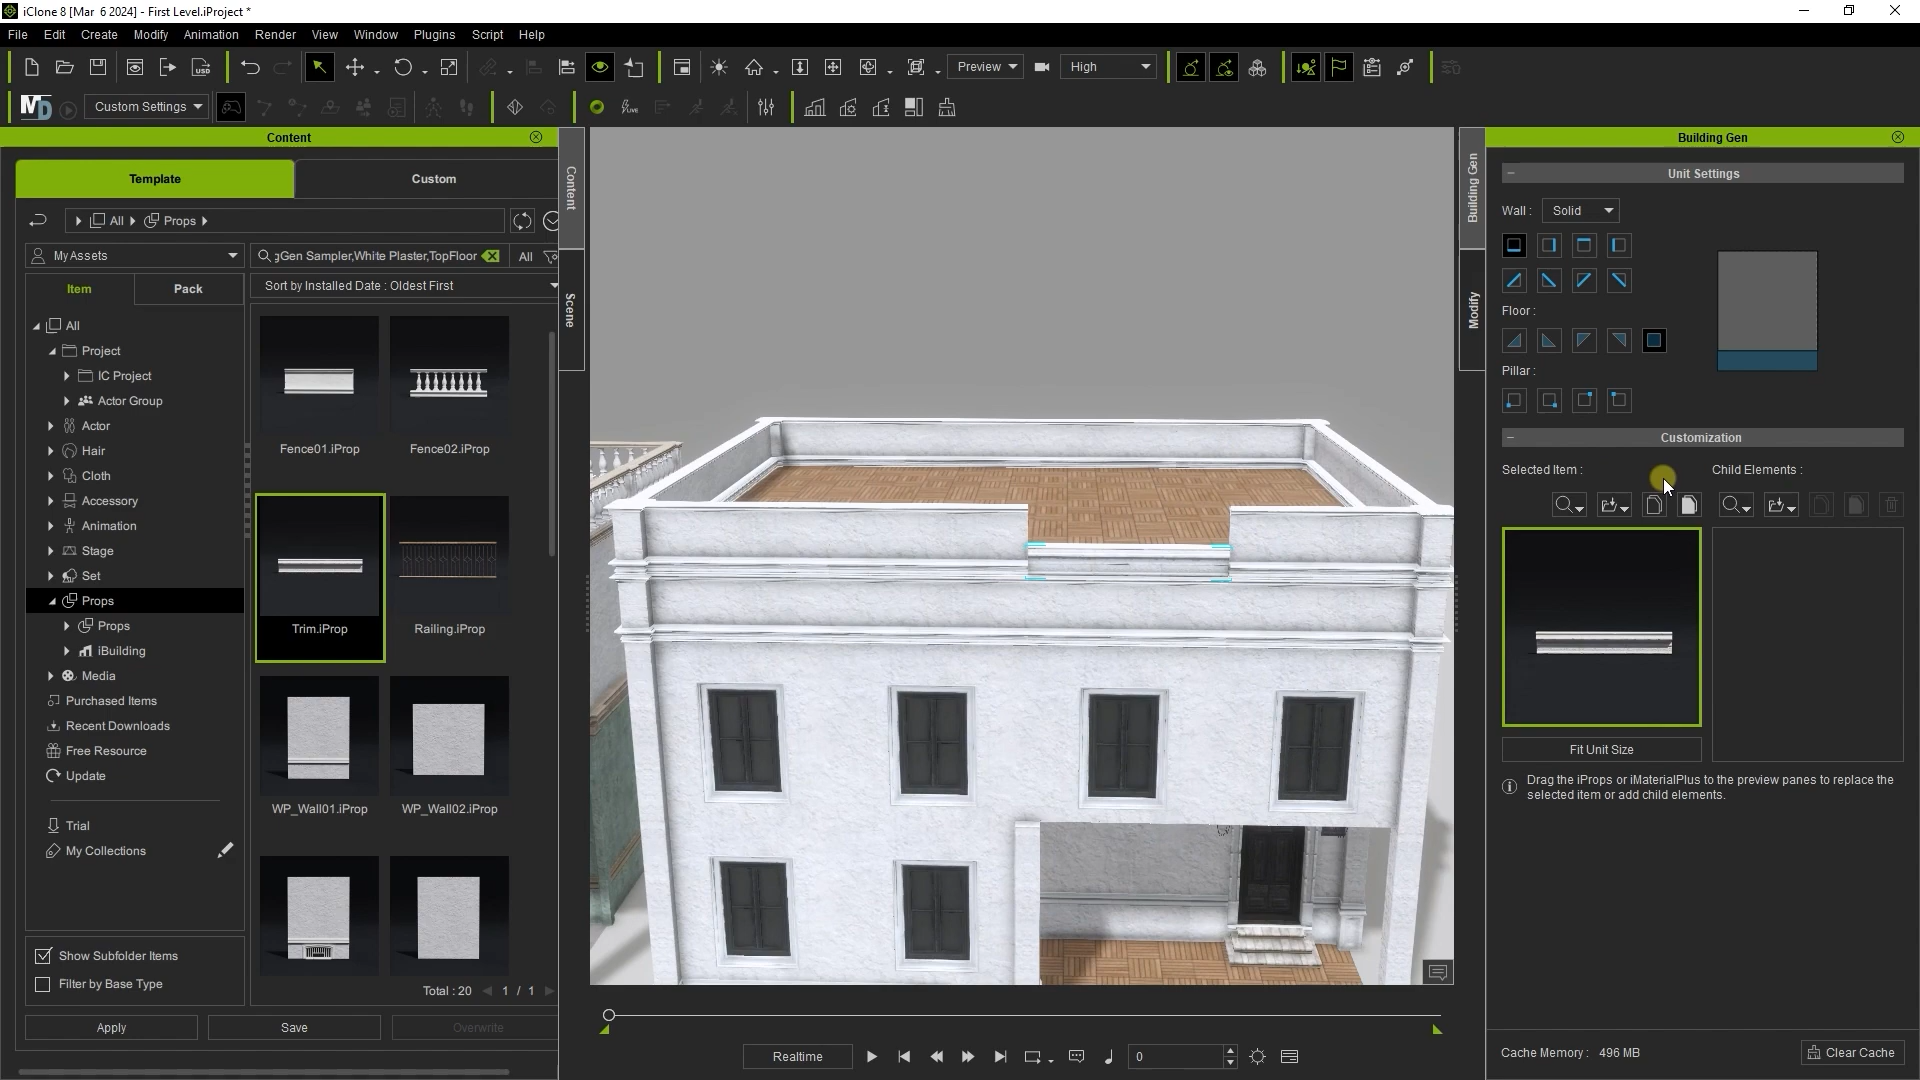 iClone 8 [Mar  6 2024] - First Level.iProject *
File Edit Create Modify Animation Render View Window Plugins Script Help
USD
Preview
High
MD
Custom Settings
LIVE
Content
Template
Custom
All
Props
My Assets
gGen Sampler,White Plaster,TopFloor
All
Item
Pack
Sort by Installed Date : Oldest First
All
Project
IC Project
Actor Group
Actor
Hair
Cloth
Accessory
Animation
Stage
Set
Props
Props
iBuilding
Media
Purchased Items
Recent Downloads
Free Resource
Update
Trial
My Collections
Show Subfolder Items
Filter by Base Type
Fence01.iProp
Fence02.iProp
Trim.iProp
Railing.iProp
WP_Wall01.iProp
WP_Wall02.iProp
Total : 20
1 / 1
Apply
Save
Overwrite
Content
Scene
Realtime
0
Building Gen
Modify
Building Gen
Unit Settings
Wall :
Solid
Floor :
Pillar :
Customization
Selected Item :
Child Elements :
Fit Unit Size
Drag the iProps or iMaterialPlus to the preview panes to replace the
selected item or add child elements.
Cache Memory : 496 MB
Clear Cache